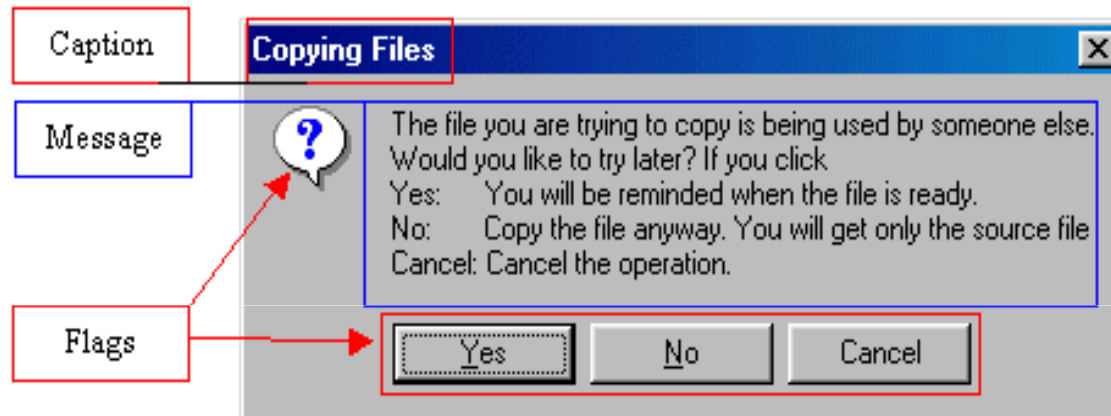 Caption
Copying Files
Message
The file you are trying to copy is being used by someone else.
Would you like to try later? If you click
Yes: You will be reminded when the file is ready.
No: Copy the file anyway. You will get only the source file
Cancel: Cancel the operation.
Flags
Yes
No
Cancel